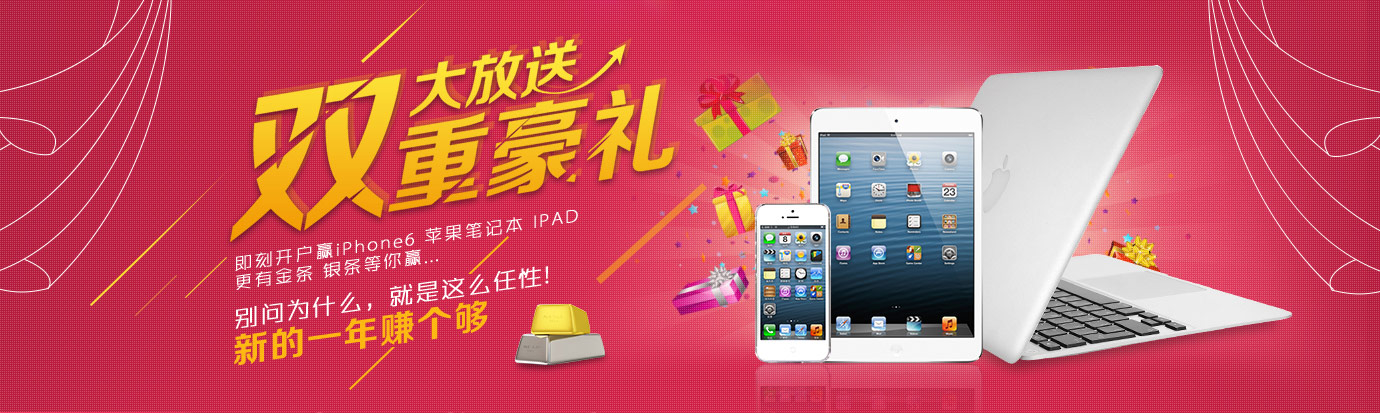 大放送
双重豪礼
即刻开户赢iPhone6 苹果笔记本 IPAD
更有金条 银条等你赢...
别问为什么，就是这么任性!
新的一年赚个够